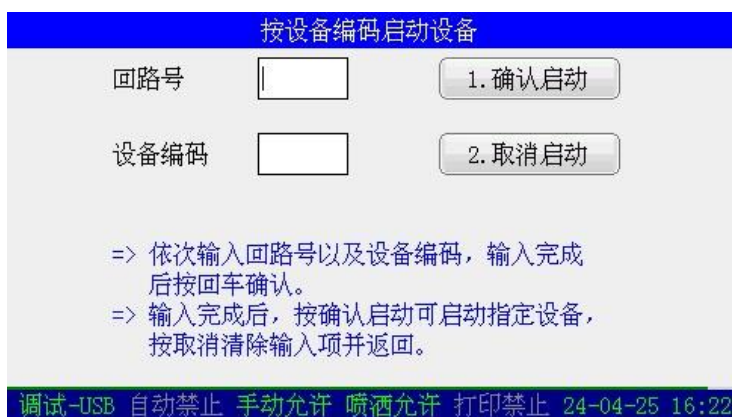 按设备编码启动设备
回路号 1.确认启动
设备编码 2.取消启动
=> 依次输入回路号以及设备编码，输入完成
后按回车确认。
=> 输入完成后，按确认启动可启动指定设备，
按取消清除输入项并返回。
调试-USB 自动禁止 手动允许 喷洒允许 打印禁止 24-04-25 16:22